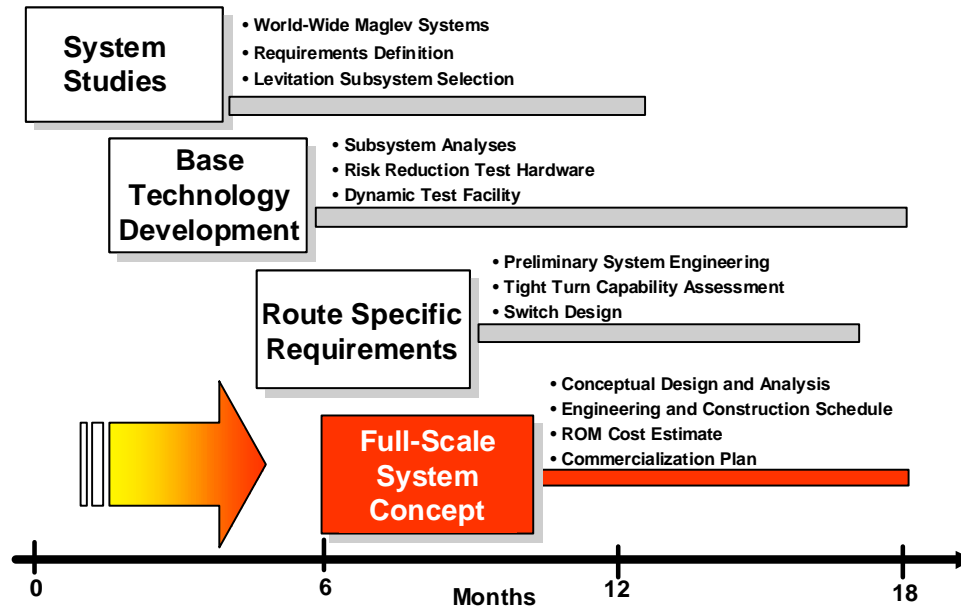 System
Studies
• World-Wide Maglev Systems
• Requirements Definition
• Levitation Subsystem Selection
Base
Technology
Development
• Subsystem Analyses
• Risk Reduction Test Hardware
• Dynamic Test Facility
Route Specific
Requirements
• Preliminary System Engineering
• Tight Turn Capability Assessment
• Switch Design
Full-Scale
System
Concept
• Conceptual Design and Analysis
• Engineering and Construction Schedule
• ROM Cost Estimate
• Commercialization Plan
0 6 12 18
Months